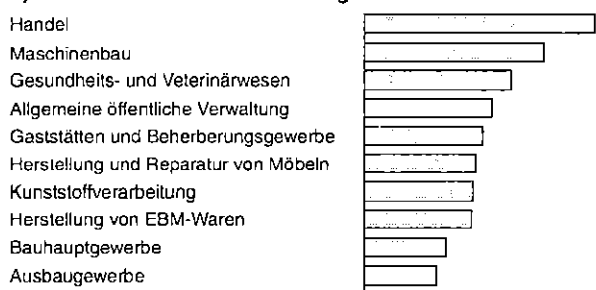 Handel
Maschinenbau
Gesundheits- und Veterinärwesen
Allgemeine öffentliche Verwaltung
Gaststätten und Beherberungsgewerbe
Herstellung und Reparatur von Möbeln
Kunststoffverarbeitung
Herstellung von EBM-Waren
Bauhauptgewerbe
Ausbaugewerbe